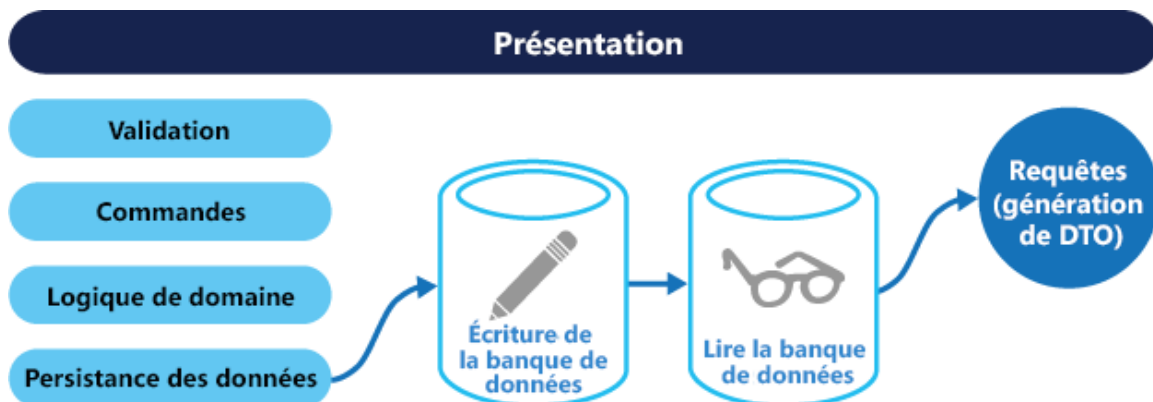 Présentation
Validation
Commandes
Logique de domaine
Persistance des données
Écriture de
la banque de
données
Lire la banque
de données
Requêtes
(génération
de DTO)